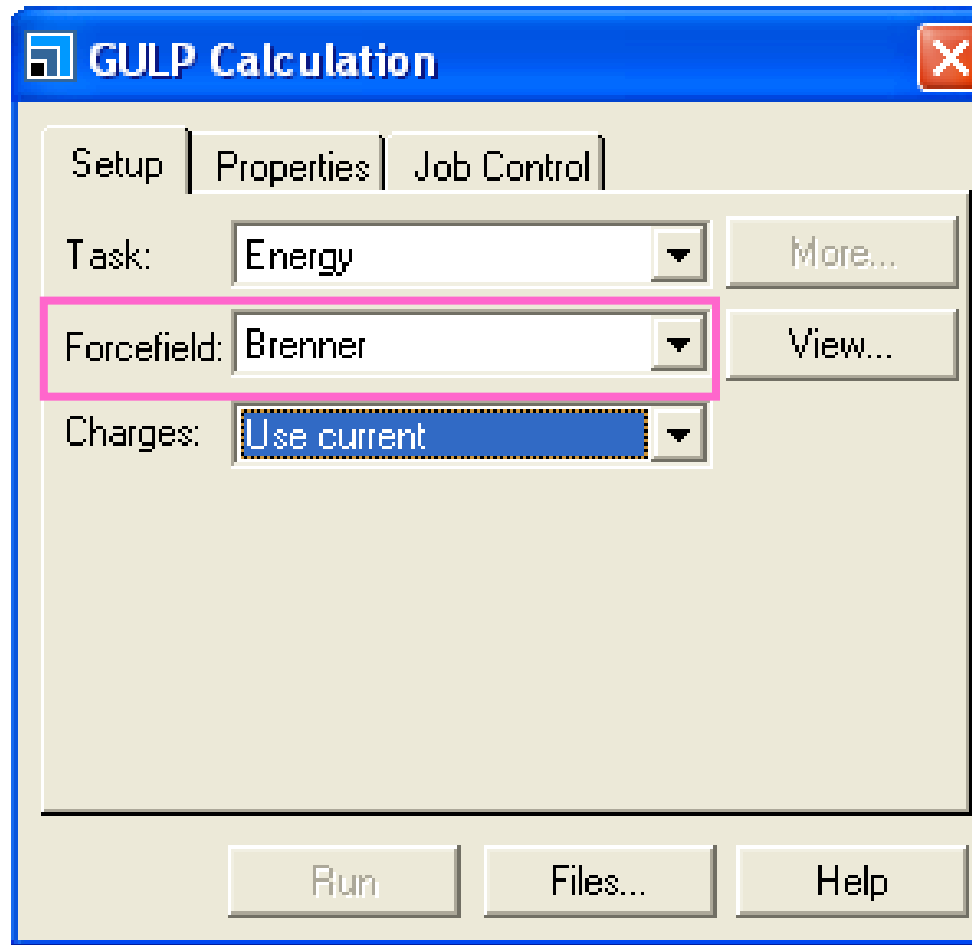 GULP Calculation
Setup Properties Job Control
Task: Energy More...
Forcefield: Brenner View...
Charges: Use current
Run Files... Help